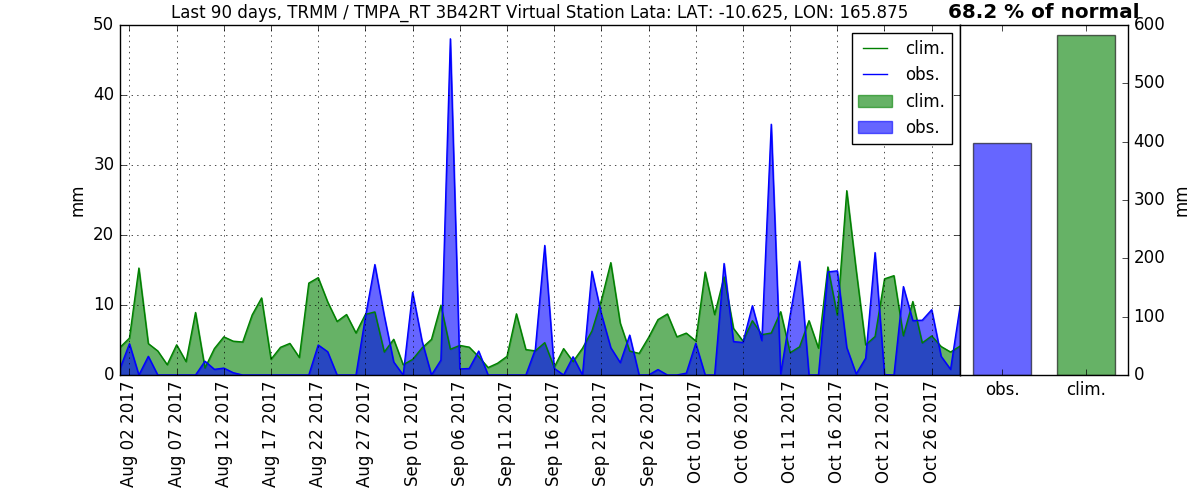 Last 90 days, TRMM / TMPA_RT 3B42RT Virtual Station Lata: LAT: -10.625, LON: 165.875
68.2 % of normal
50
40
30
20
10
0
mm
clim.
obs.
clim.
obs.
600
500
400
300
200
100
0
mm
obs.
clim.
Aug 02 2017
Aug 07 2017
Aug 12 2017
Aug 17 2017
Aug 22 2017
Aug 27 2017
Sep 01 2017
Sep 06 2017
Sep 11 2017
Sep 16 2017
Sep 21 2017
Sep 26 2017
Oct 01 2017
Oct 06 2017
Oct 11 2017
Oct 16 2017
Oct 21 2017
Oct 26 2017